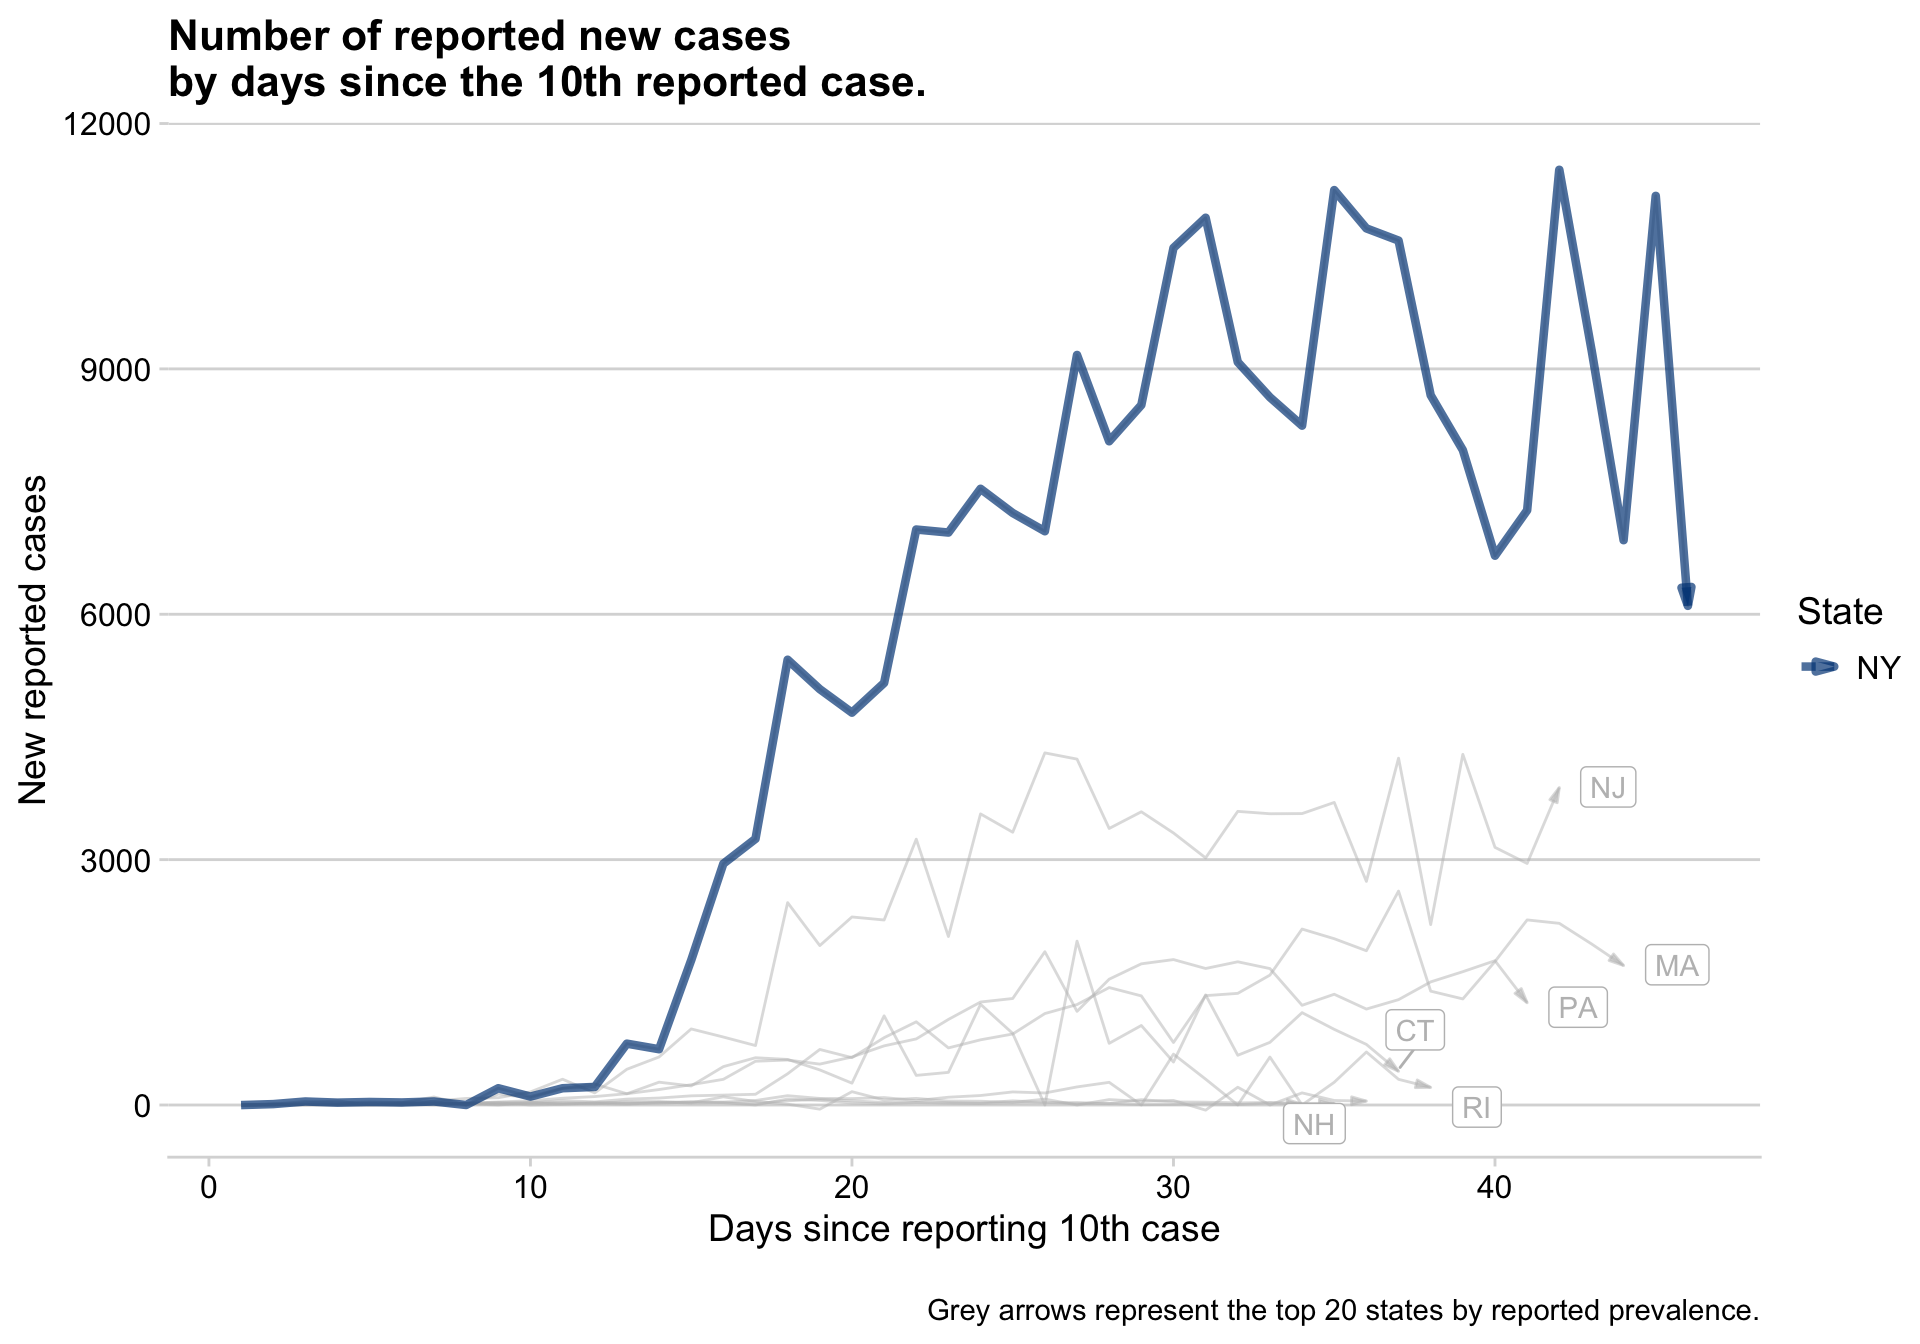 Number of reported new cases
by days since the 10th reported case.
12000
9000
6000
3000
0
New reported cases
0
10
20
30
40
Days since reporting 10th case
NJ
MA
PA
CT
RI
NH
State
NY
Grey arrows represent the top 20 states by reported prevalence.